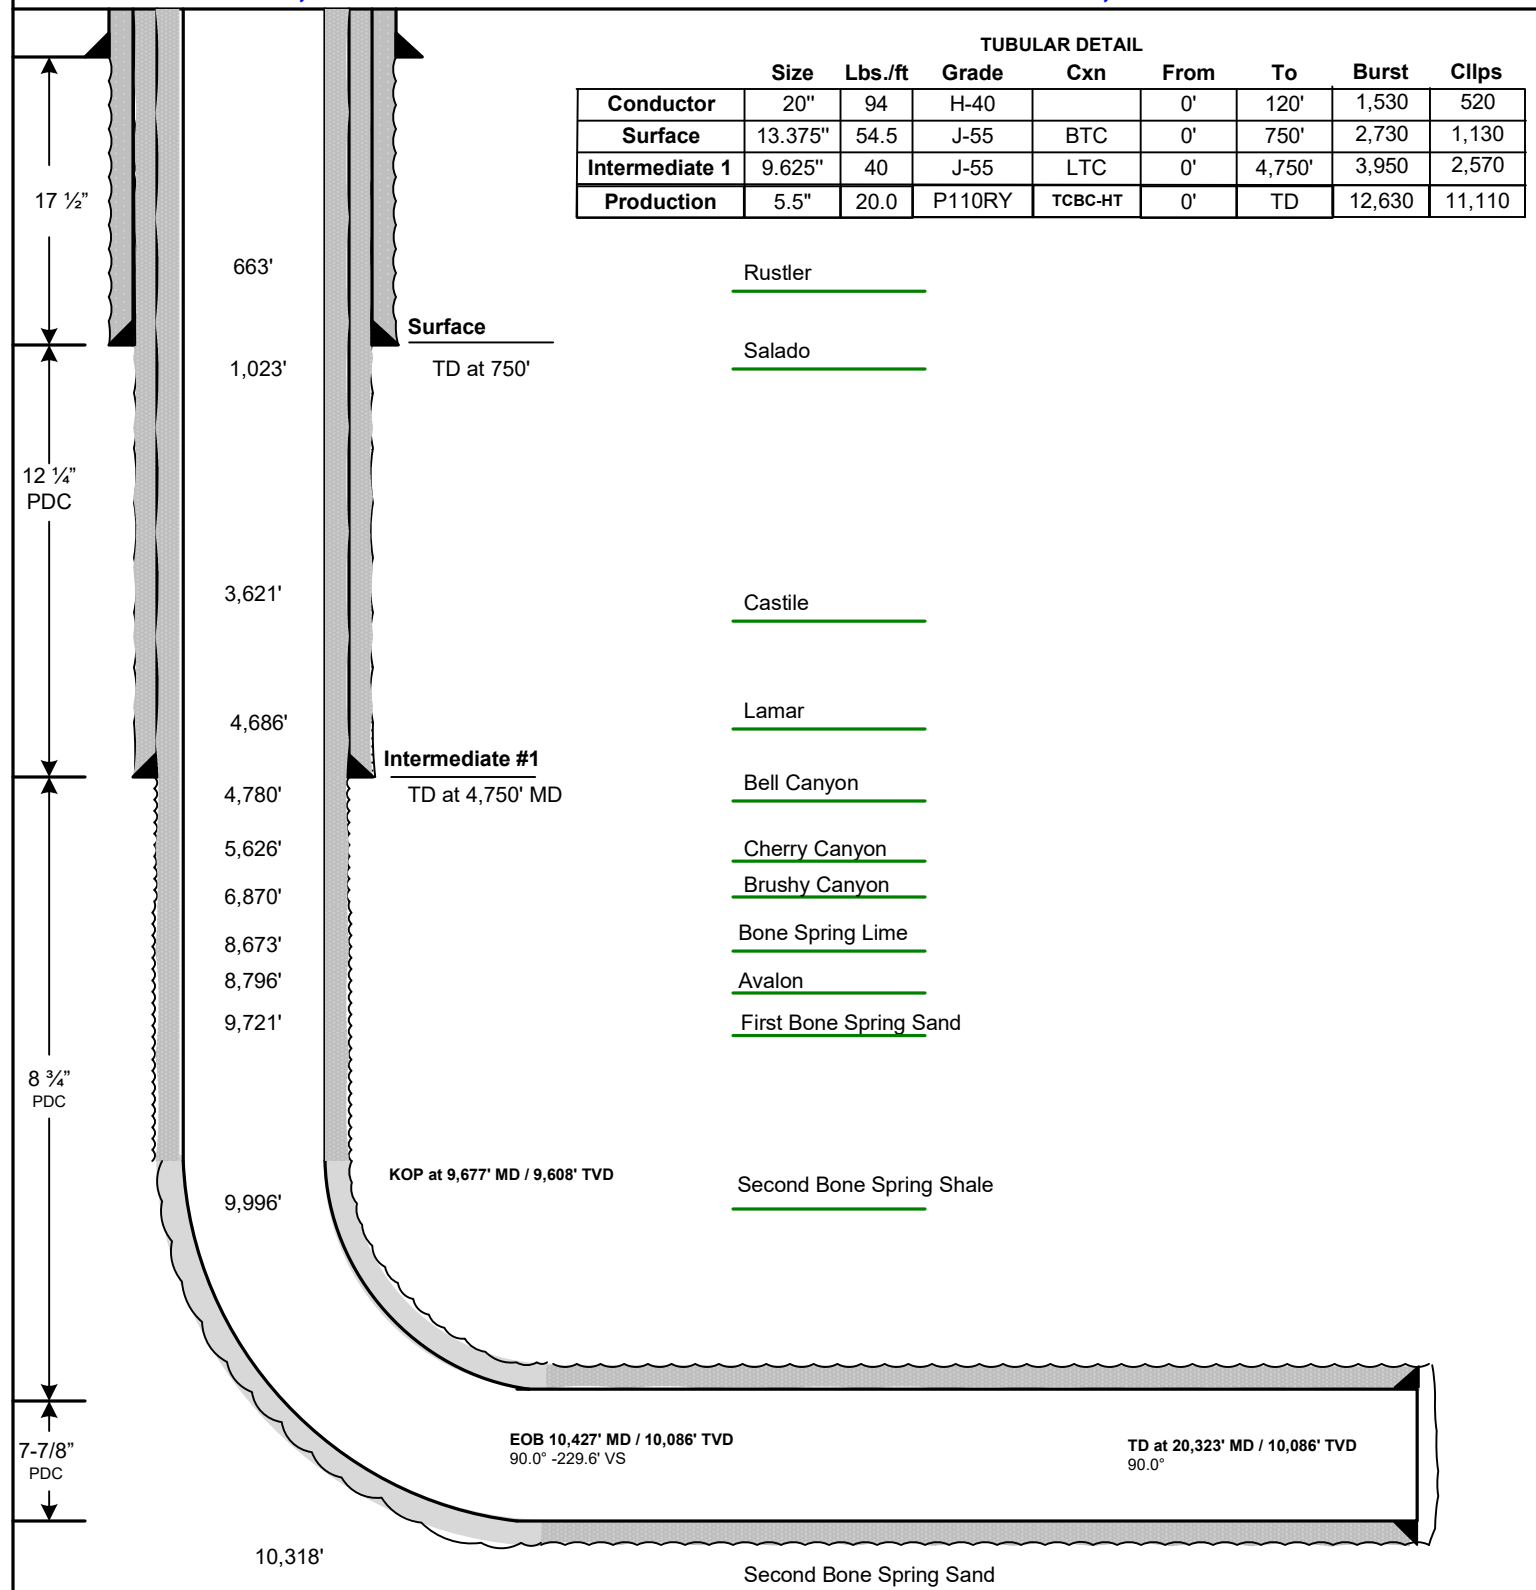 TUBULAR DETAIL
Size Lbs./ft Grade Cxn From To Burst Cllps
Conductor 20" 94 H-40 0' 120' 1,530 520
Surface 13.375" 54.5 J-55 BTC 0' 750' 2,730 1,130
Intermediate 1 9.625" 40 J-55 LTC 0' 4,750' 3,950 2,570
Production 5.5" 20.0 P110RY TCBC-HT 0' TD 12,630 11,110
17 ½”
663'
Rustler
Surface
TD at 750'
1,023'
Salado
12 ¼”
PDC
3,621'
Castile
4,686'
Lamar
Intermediate #1
TD at 4,750' MD
4,780'
Bell Canyon
5,626'
Cherry Canyon
6,870'
Brushy Canyon
8,673'
Bone Spring Lime
8,796'
Avalon
9,721'
First Bone Spring Sand
8 ¾”
PDC
KOP at 9,677' MD / 9,608' TVD
9,996'
Second Bone Spring Shale
7-7/8”
PDC
EOB 10,427' MD / 10,086' TVD
90.0° -229.6' VS
TD at 20,323' MD / 10,086' TVD
90.0°
10,318'
Second Bone Spring Sand